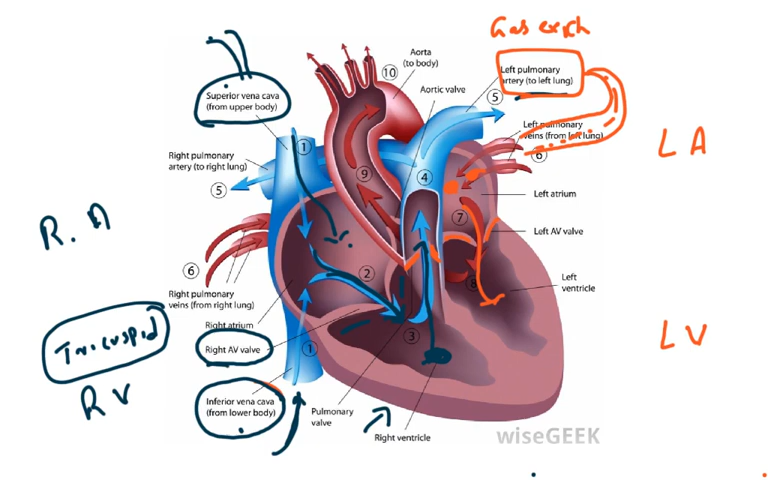 Gas exch
Aorta
(to body)
10
Left pulmonary
artery (to left lung)
Aortic valve
5
Superior vena cava
(from upper body)
1
Left pulmonary
veins (from left lung)
6
Right pulmonary
artery (to right lung)
5
9
4
L A
Left atrium
7
R. A
Left AV valve
6
2
8
Left
ventricle
Right pulmonary
veins (from right lung)
Right atrium
3
Tricuspid
Right AV valve
1
L V
R V
Inferior vena cava
(from lower body)
Pulmonary
valve
Right ventricle
wiseGEEK